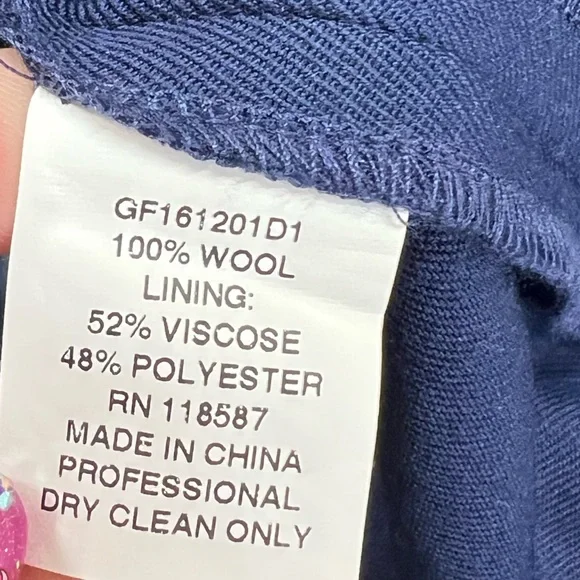 GF161201D1
100% WOOL
LINING:
52% VISCOSE
48% POLYESTER
RN 118587
MADE IN CHINA
PROFESSIONAL
DRY CLEAN ONLY